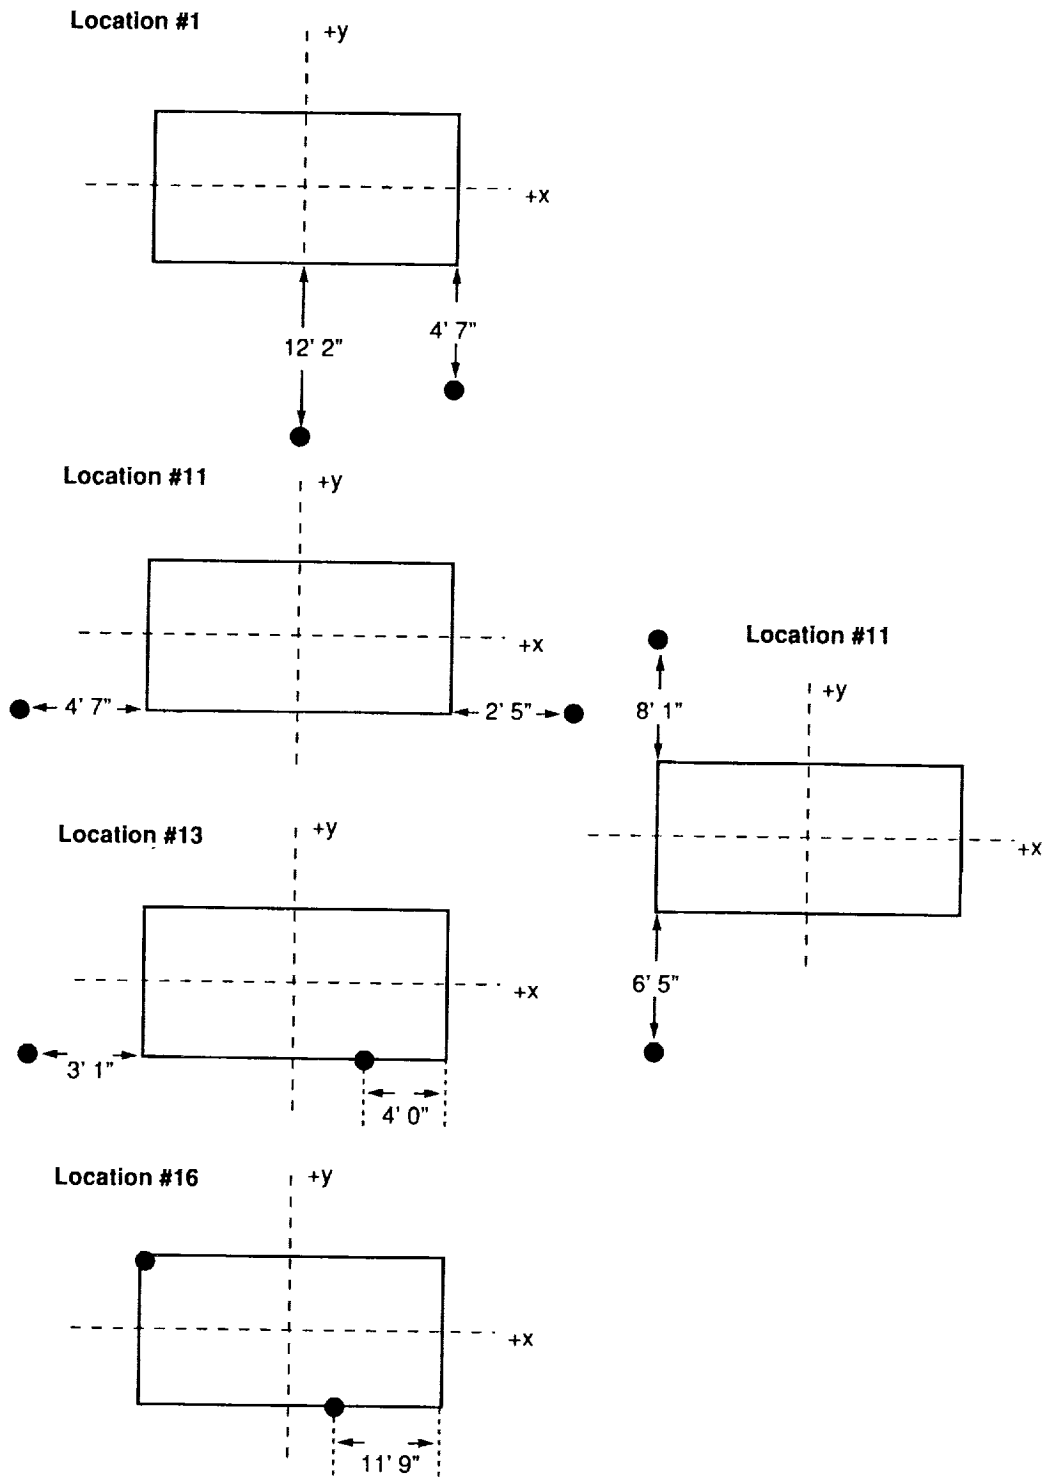 Location #1
+y
+x
4' 7"
12' 2"
Location #11
+y
+x
4' 7"
2' 5"
Location #11
8' 1"
+y
+x
6' 5"
Location #13
+y
+x
3' 1"
4' 0"
Location #16
+y
+x
11' 9"